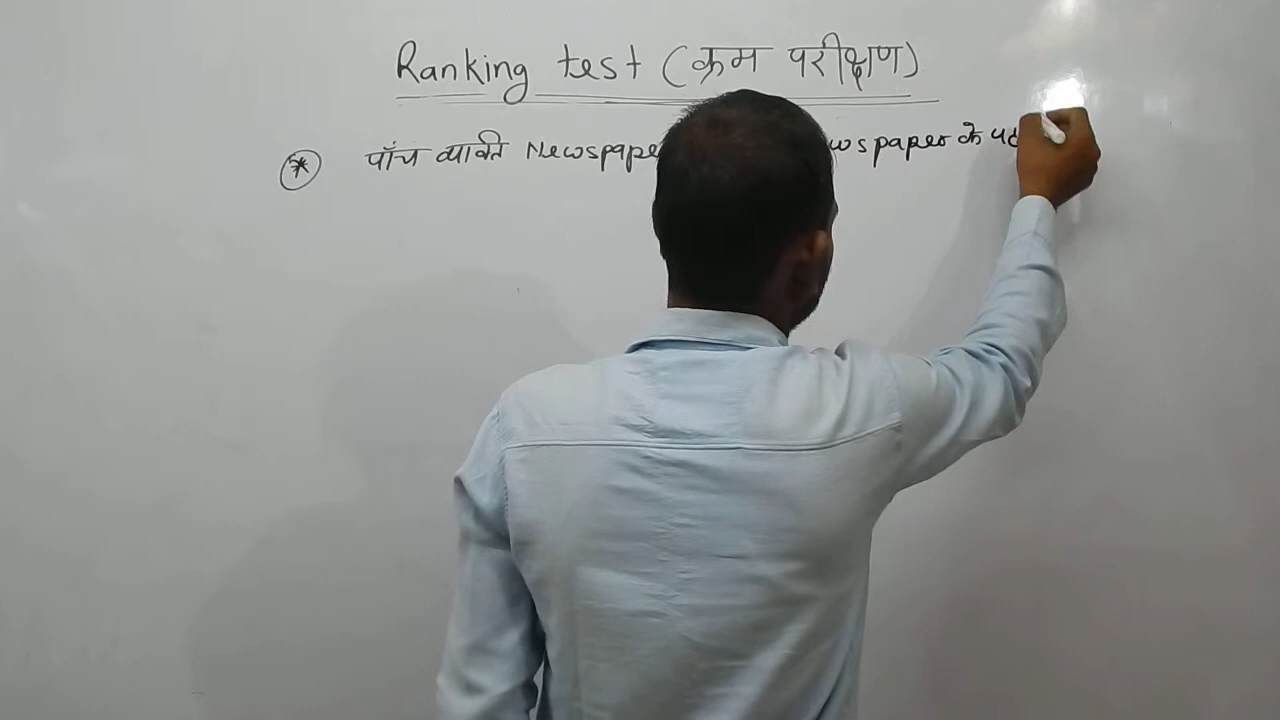 Ranking test (क्रम परीक्षण)
* पाँच व्यक्ति Newspape wspaper के